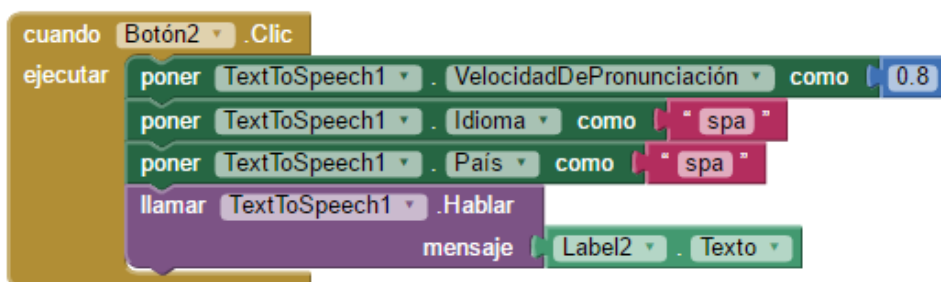 cuando Botón2 .Clic
ejecutar poner TextToSpeech1 . VelocidadDePronunciación como 0.8
poner TextToSpeech1 . Idioma como " spa "
poner TextToSpeech1 . País como " spa "
llamar TextToSpeech1 .Hablar
mensaje Label2 . Texto